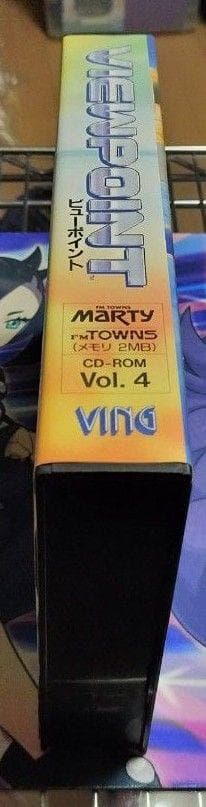 VIEWPOINT
ビューポイント
FM TOWNS
MARTY
FM TOWNS
(メモリ 2MB)
CD-ROM
Vol. 4
VING